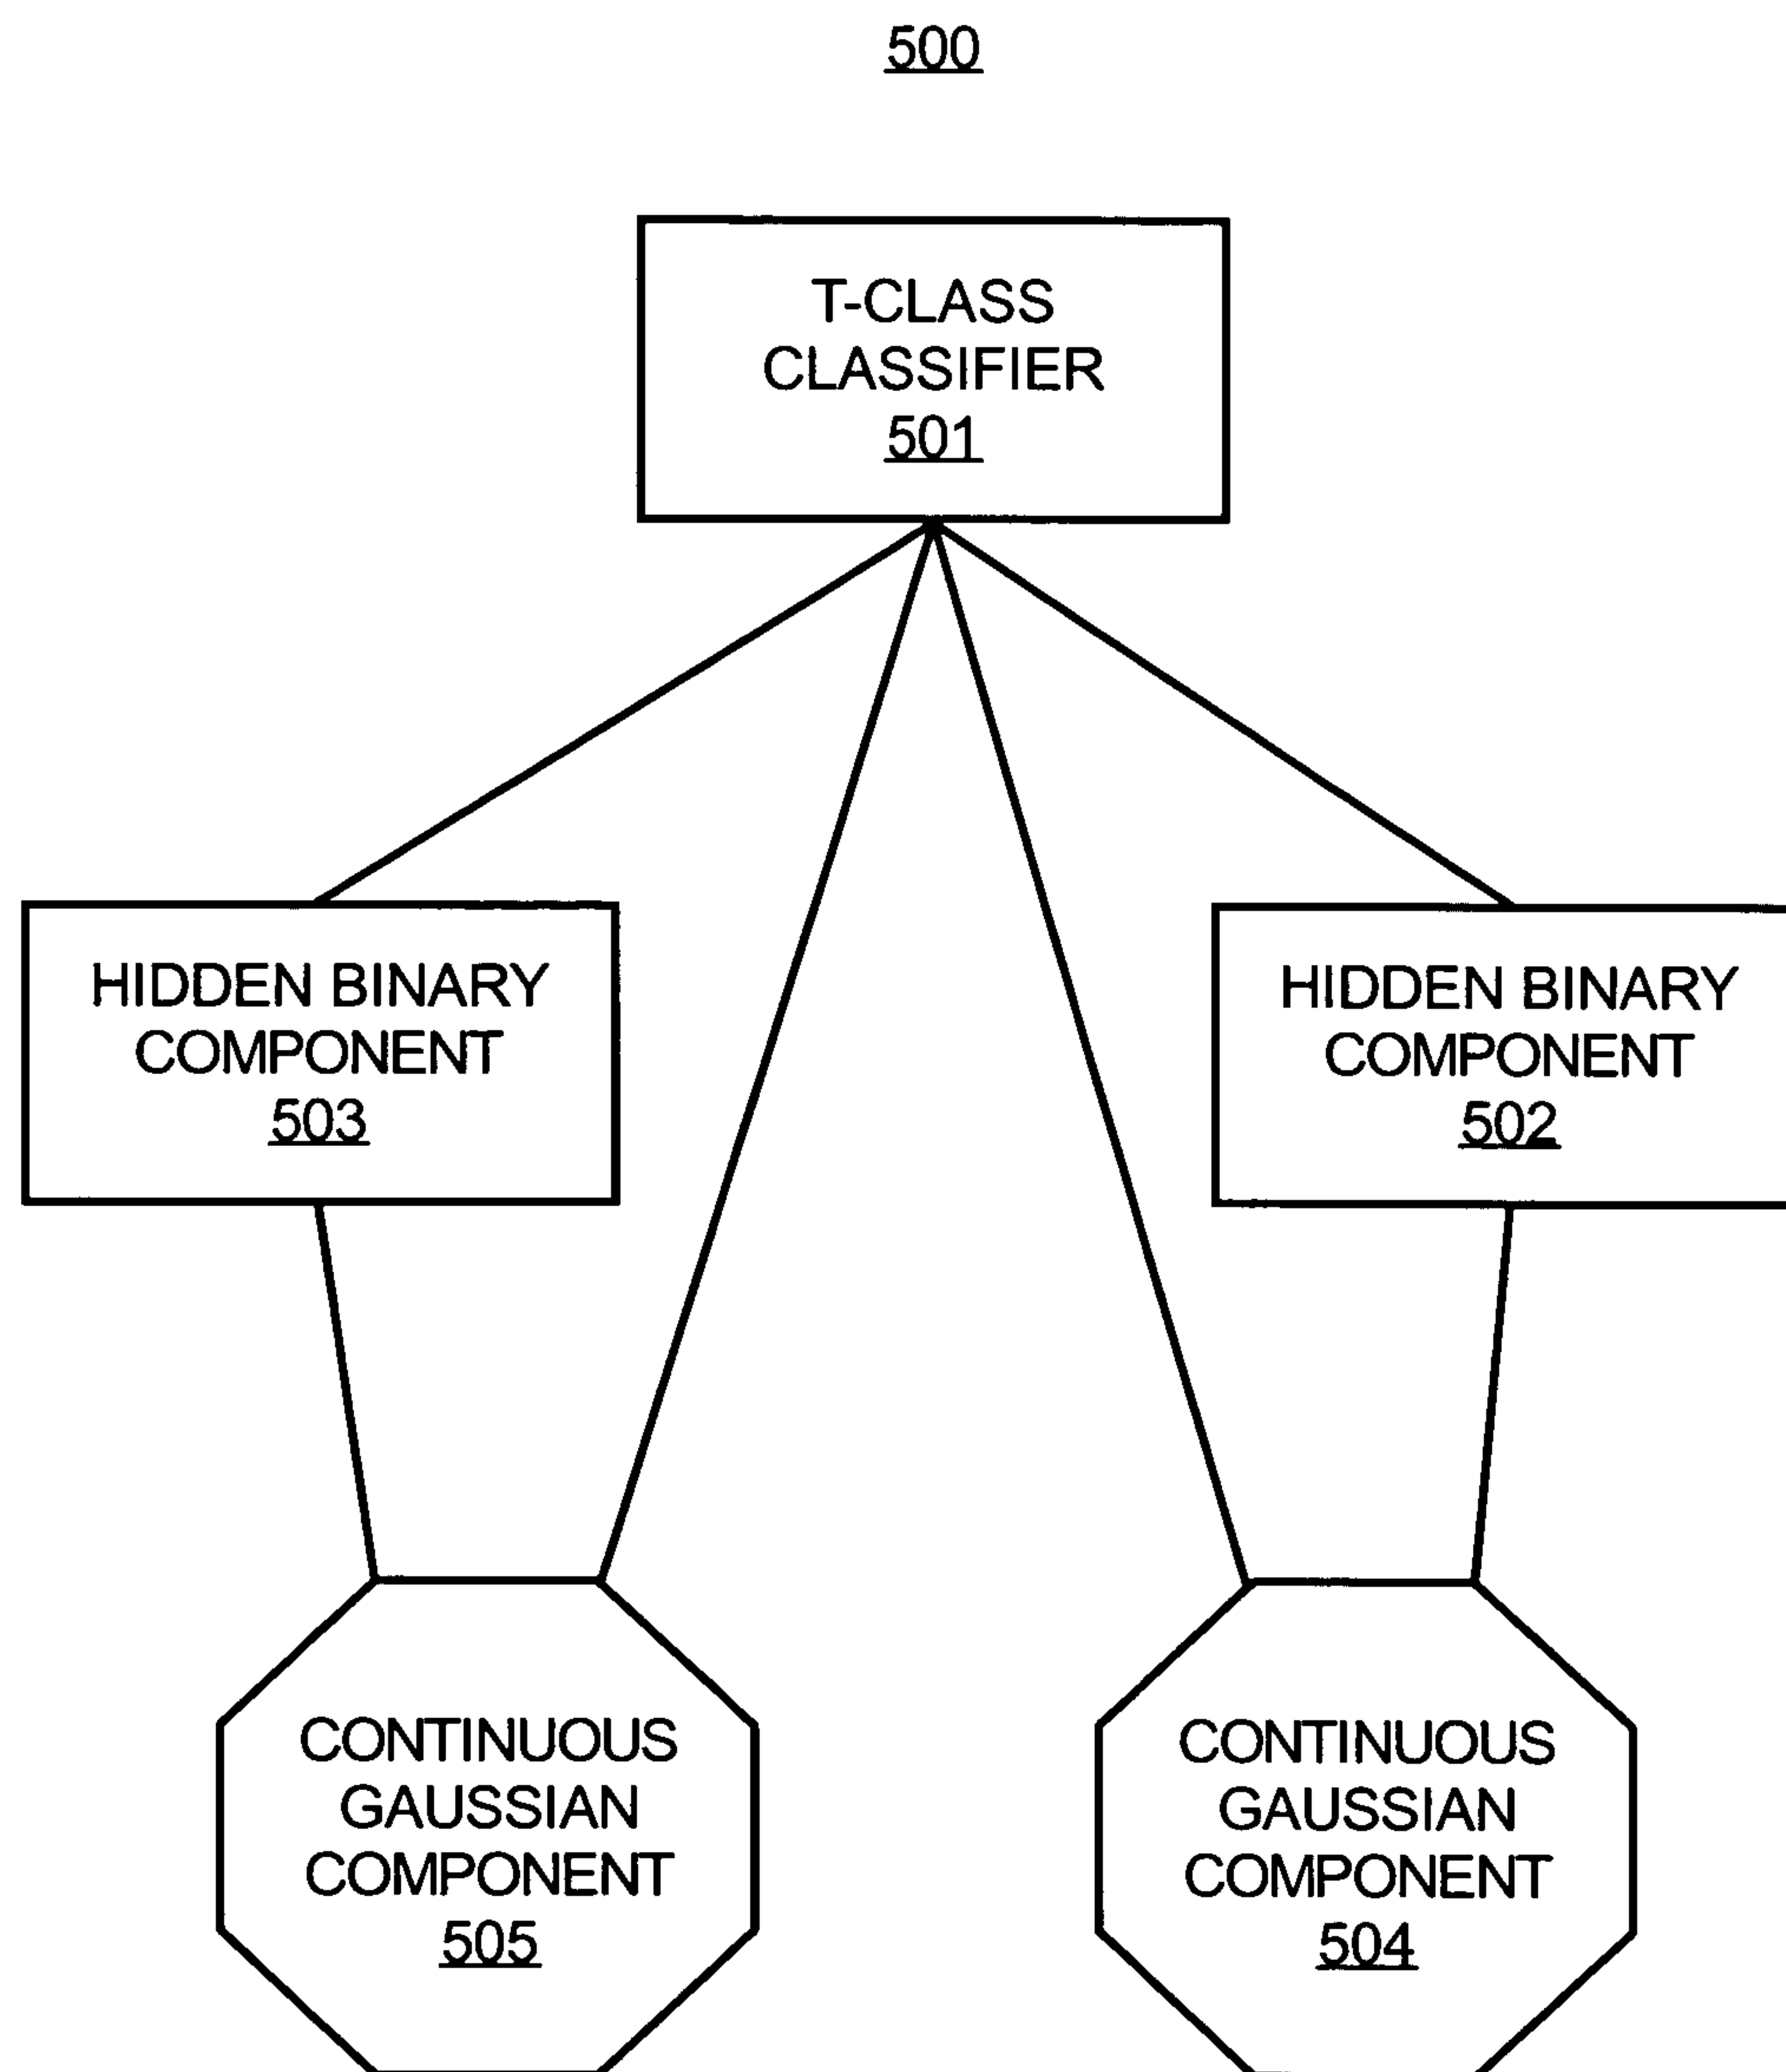 500
T-CLASS
CLASSIFIER
501
HIDDEN BINARY
COMPONENT
503
HIDDEN BINARY
COMPONENT
502
CONTINUOUS
GAUSSIAN
COMPONENT
505
CONTINUOUS
GAUSSIAN
COMPONENT
504